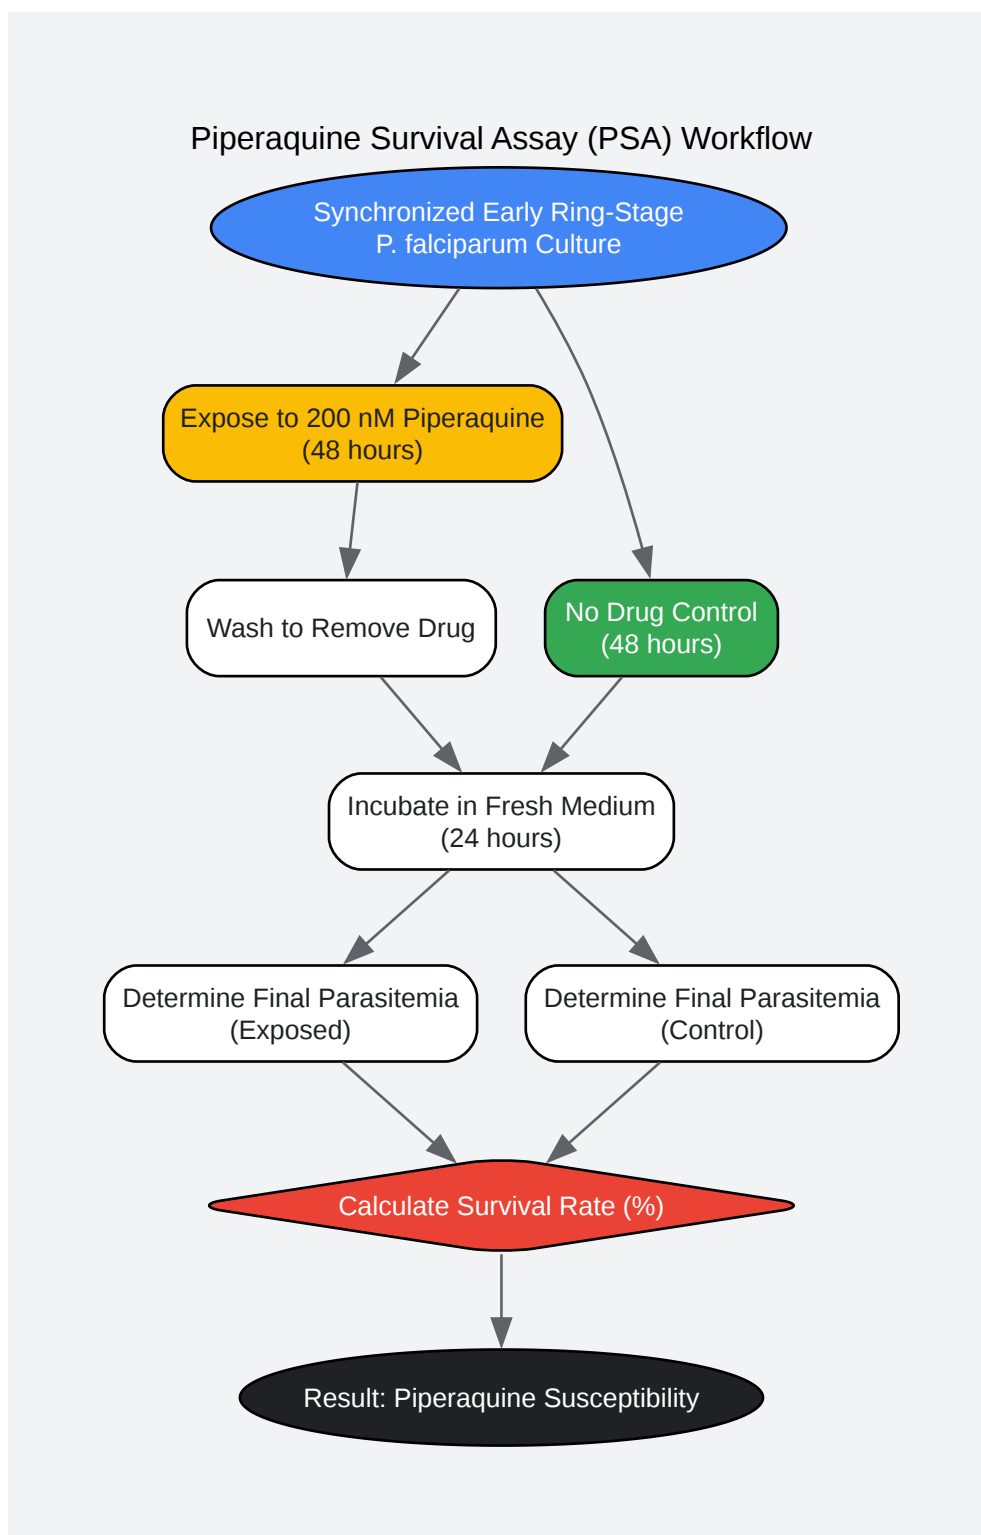 Piperaquine Survival Assay (PSA) Workflow
Synchronized Early Ring-Stage
P. falciparum Culture
Expose to 200 nM Piperaquine
(48 hours)
Wash to Remove Drug
No Drug Control
(48 hours)
Incubate in Fresh Medium
(24 hours)
Determine Final Parasitemia
(Exposed)
Determine Final Parasitemia
(Control)
Calculate Survival Rate (%)
Result: Piperaquine Susceptibility